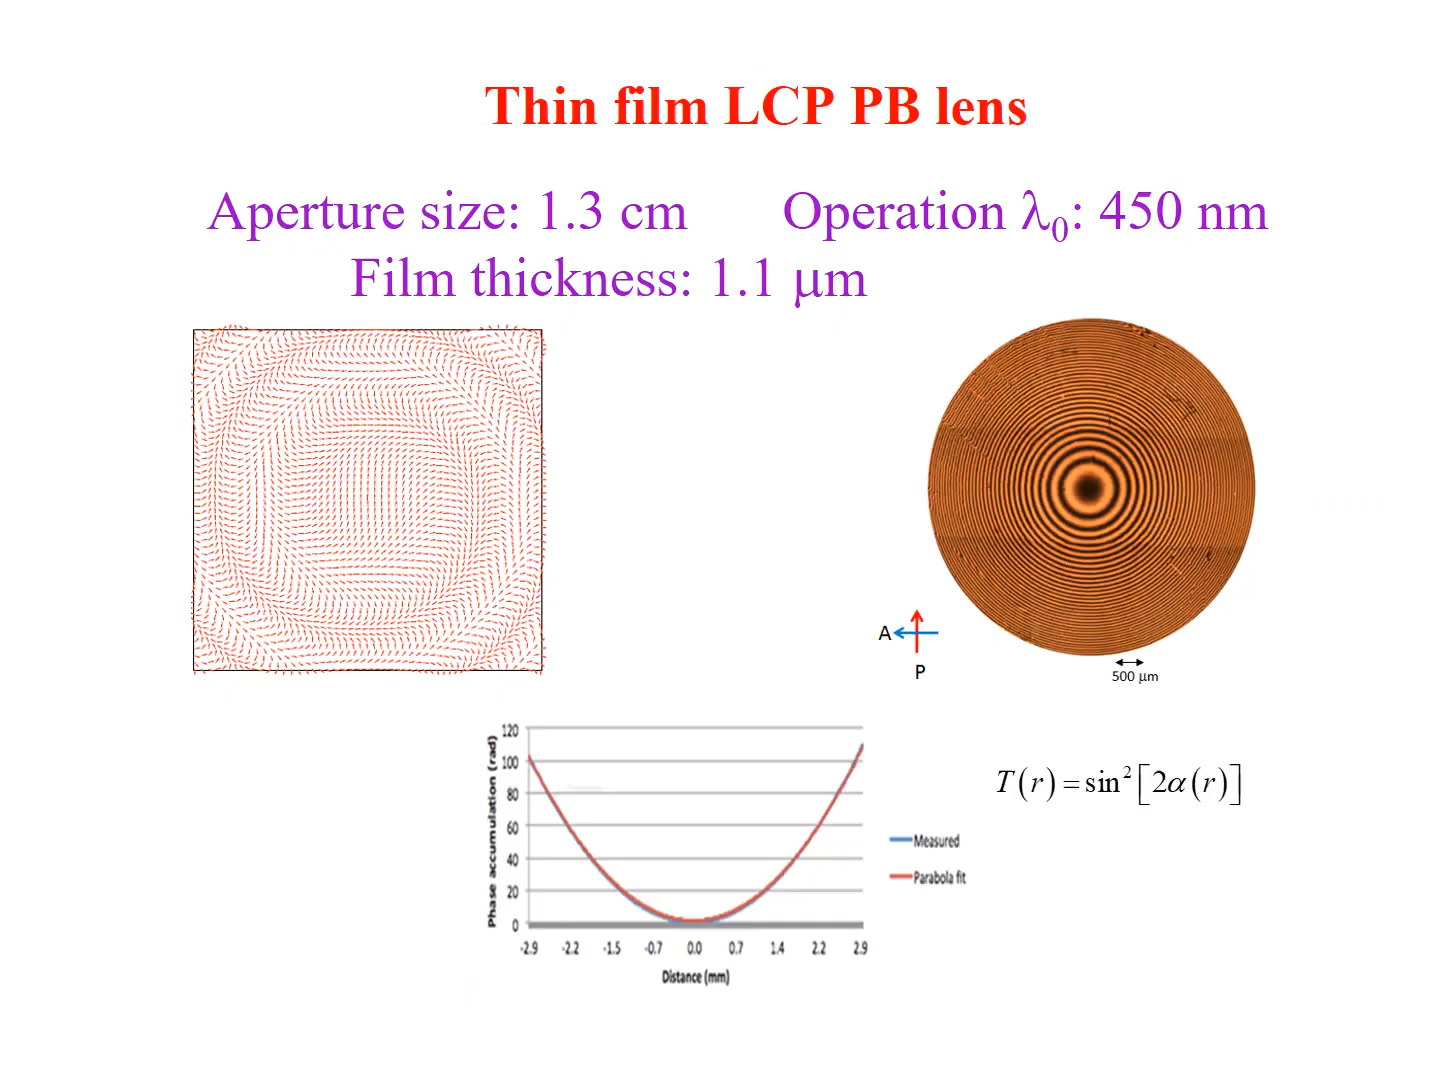 Thin film LCP PB lens
Aperture size: 1.3 cm Operation λ₀: 450 nm
Film thickness: 1.1 μm
A
P
500 μm
Phase accumulation (rad)
120
100
80
60
40
20
0
-2.9 -2.2 -1.5 -0.7 0.0 0.7 1.4 2.2 2.9
Distance (mm)
Measured
Parabola fit
T(r) = sin²[2α(r)]